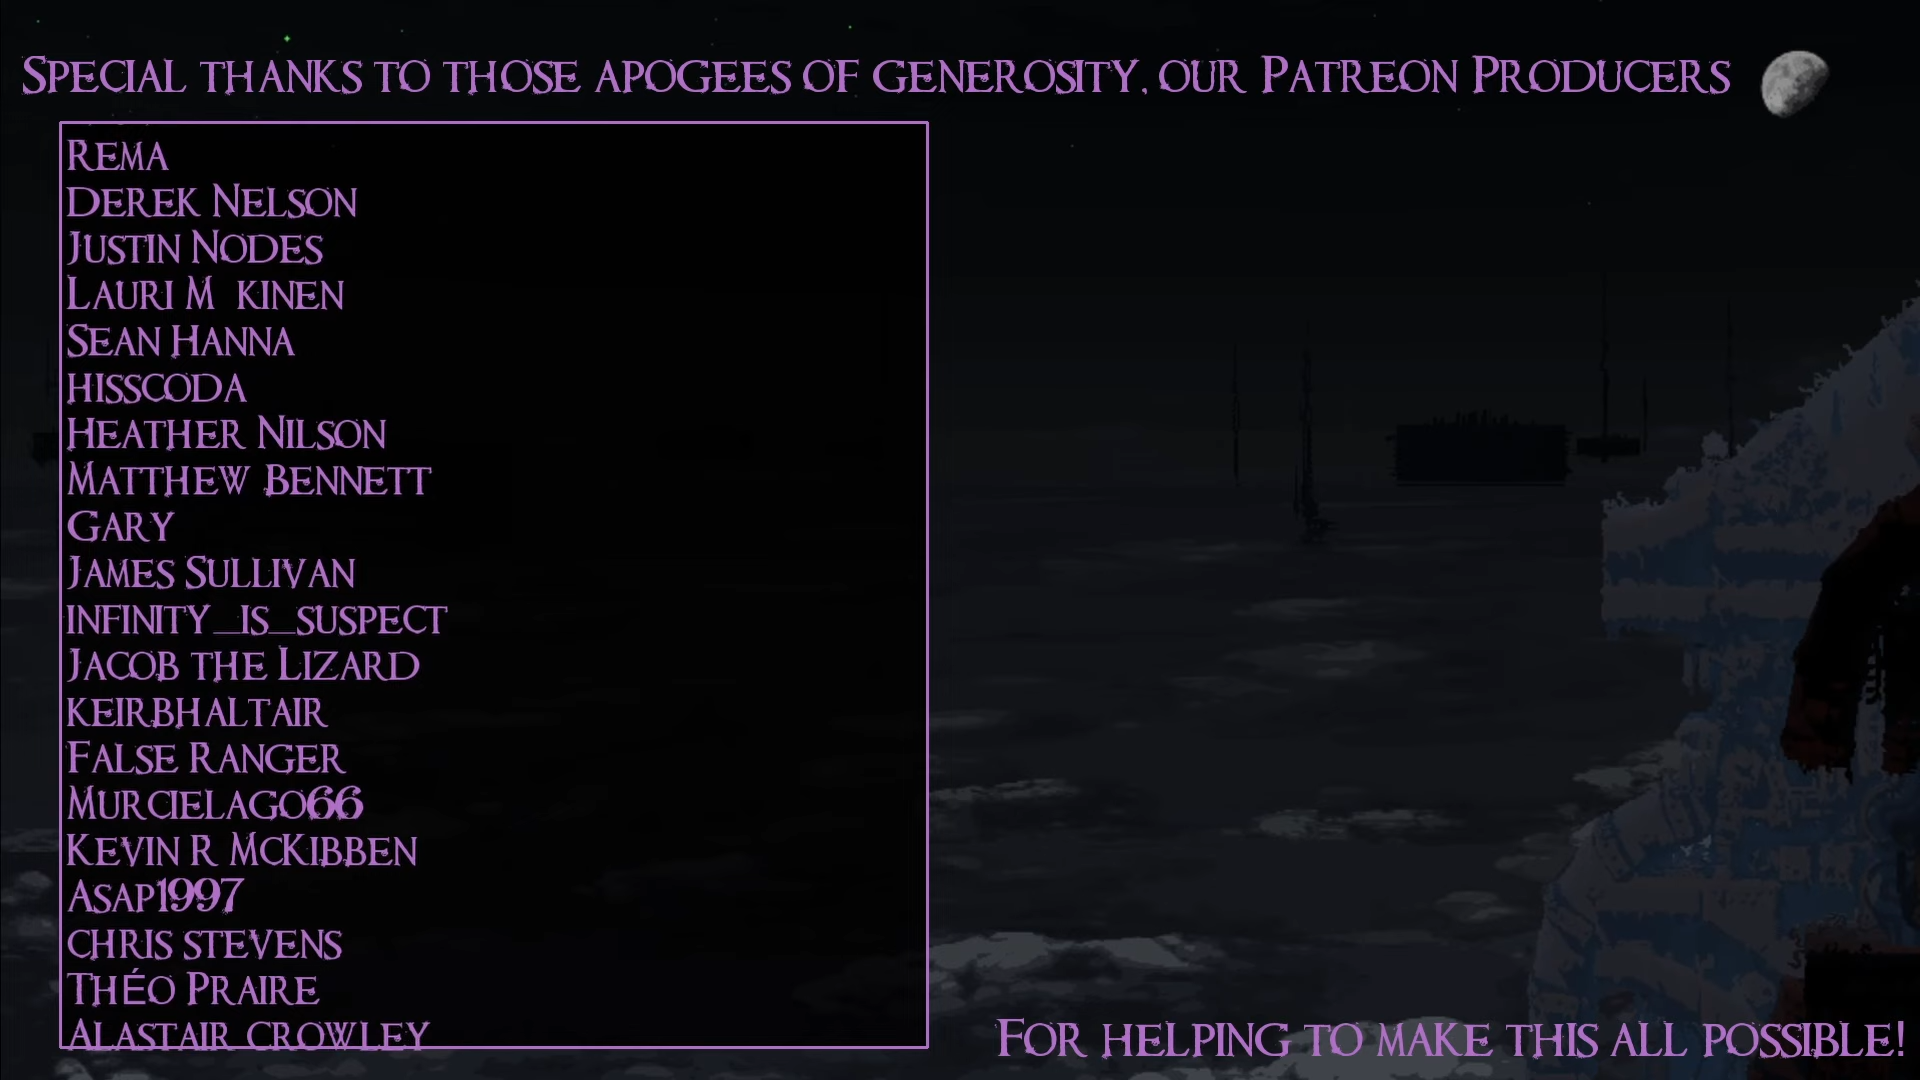 Special thanks to those apogees of generosity, our Patreon Producers
Rema
Derek Nelson
Justin Nodes
Lauri M kinen
Sean Hanna
hisscoda
Heather Nilson
Matthew Bennett
Gary
James Sullivan
infinity_is_suspect
Jacob the Lizard
keirbhaltair
False Ranger
Murcielago66
Kevin R McKibben
Asap1997
chris stevens
Théo Praire
Alastair crowley
For helping to make this all possible!